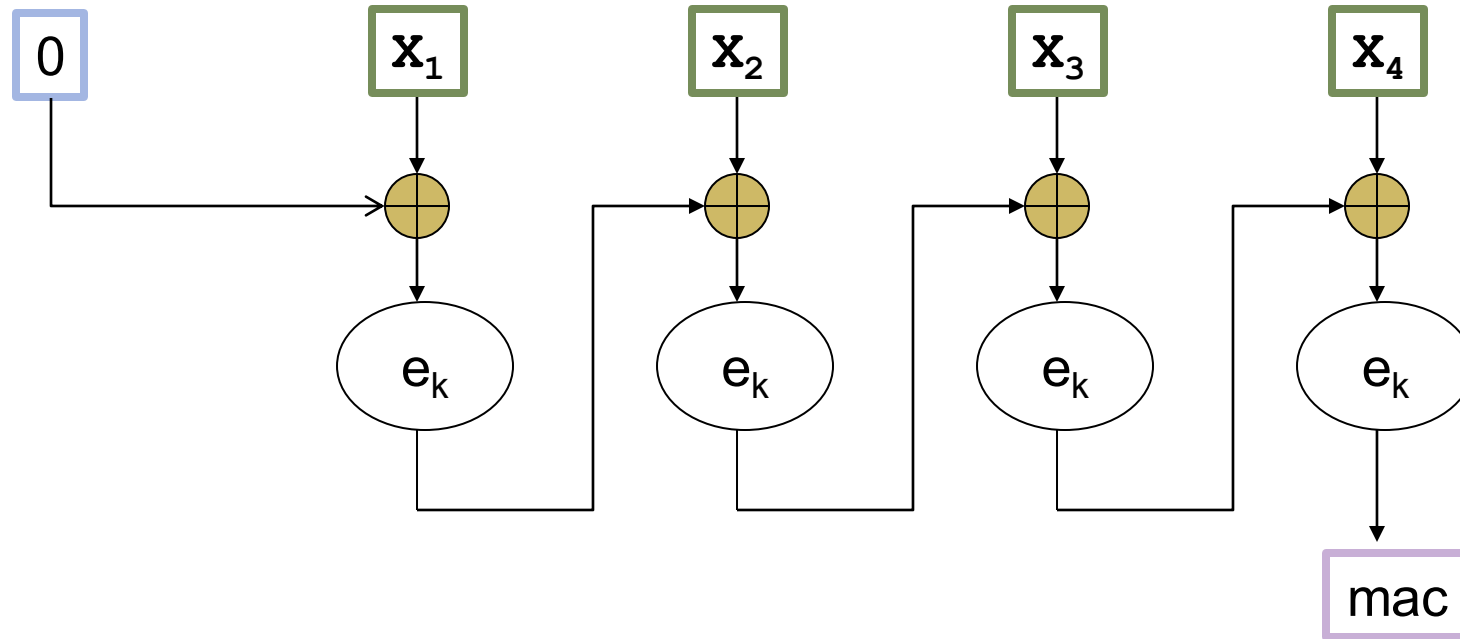 0 x₁ x₂ x₃ x₄
eₖ eₖ eₖ eₖ
mac